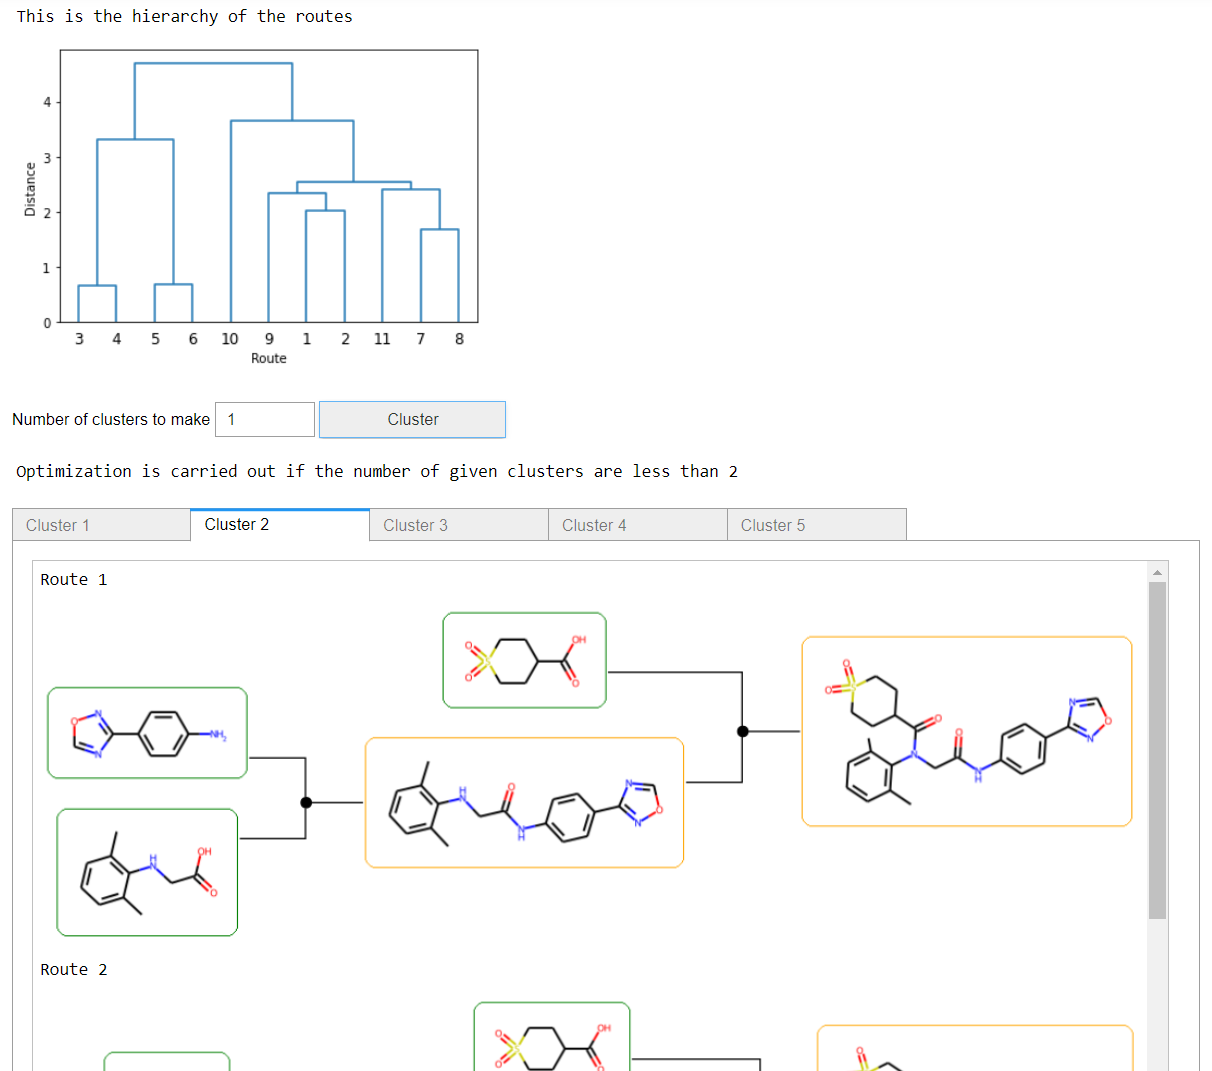 This is the hierarchy of the routes
4
3
2
1
0
Distance
3 4 5 6 10 9 1 2 11 7 8
Route
Number of clusters to make 1 Cluster
Optimization is carried out if the number of given clusters are less than 2
Cluster 1 Cluster 2 Cluster 3 Cluster 4 Cluster 5
Route 1
O S O OH O
O N N NH₂
H N O N H N O N
O O S O N O N H N O N
H N OH O
Route 2
O S O OH O
O